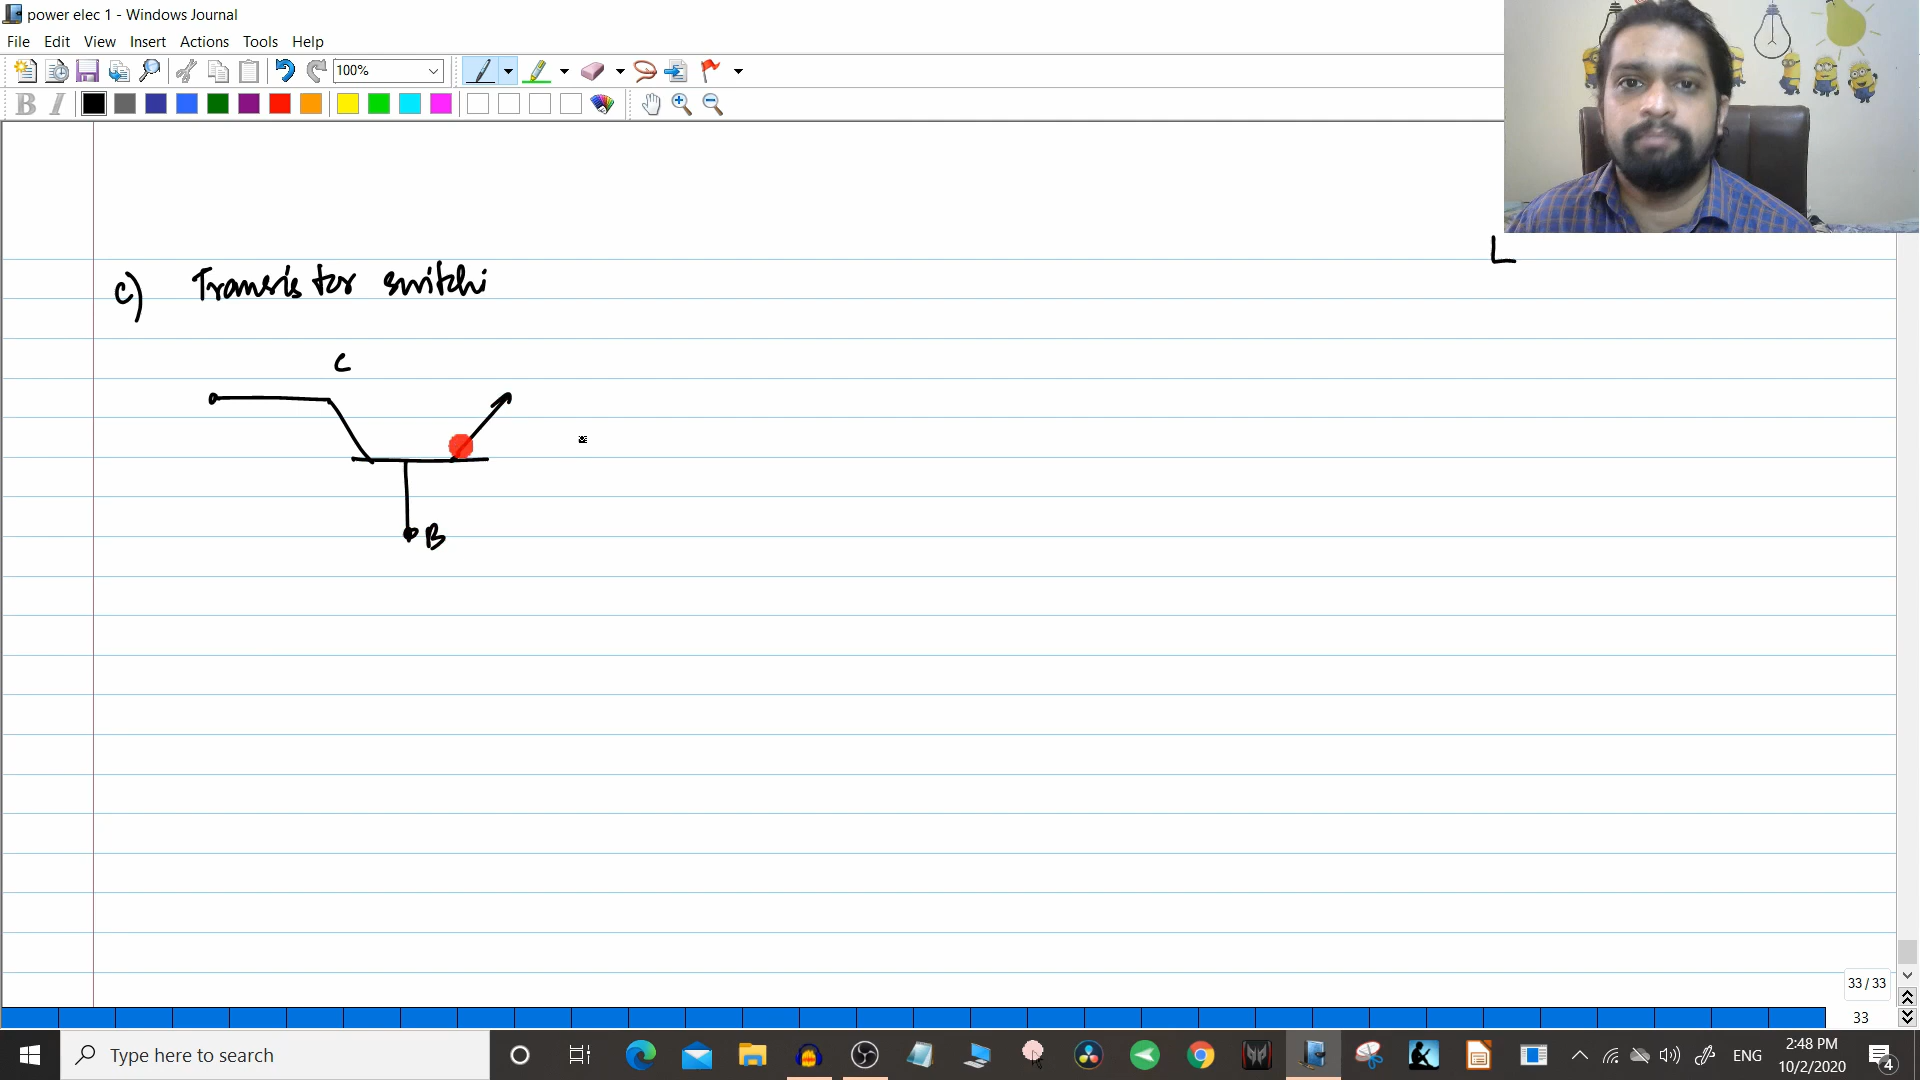 power elec 1 - Windows Journal
File Edit View Insert Actions Tools Help
100%
B I
L
c) Transistor switchi
C
B
33 / 33
33
Type here to search
ENG
2:48 PM
10/2/2020
4